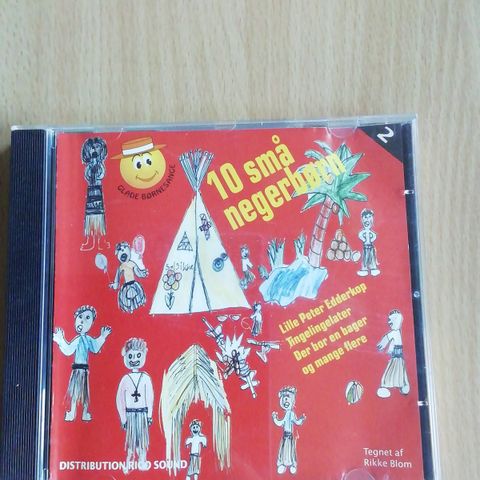 GLADE BØRNESANGE
10 små
negerbørn
2
Lille Peter Edderkop
Tingelingelater
Der bor en bager
og mange flere
DISTRIBUTION RICO SOUND
Tegnet af
Rikke Blom